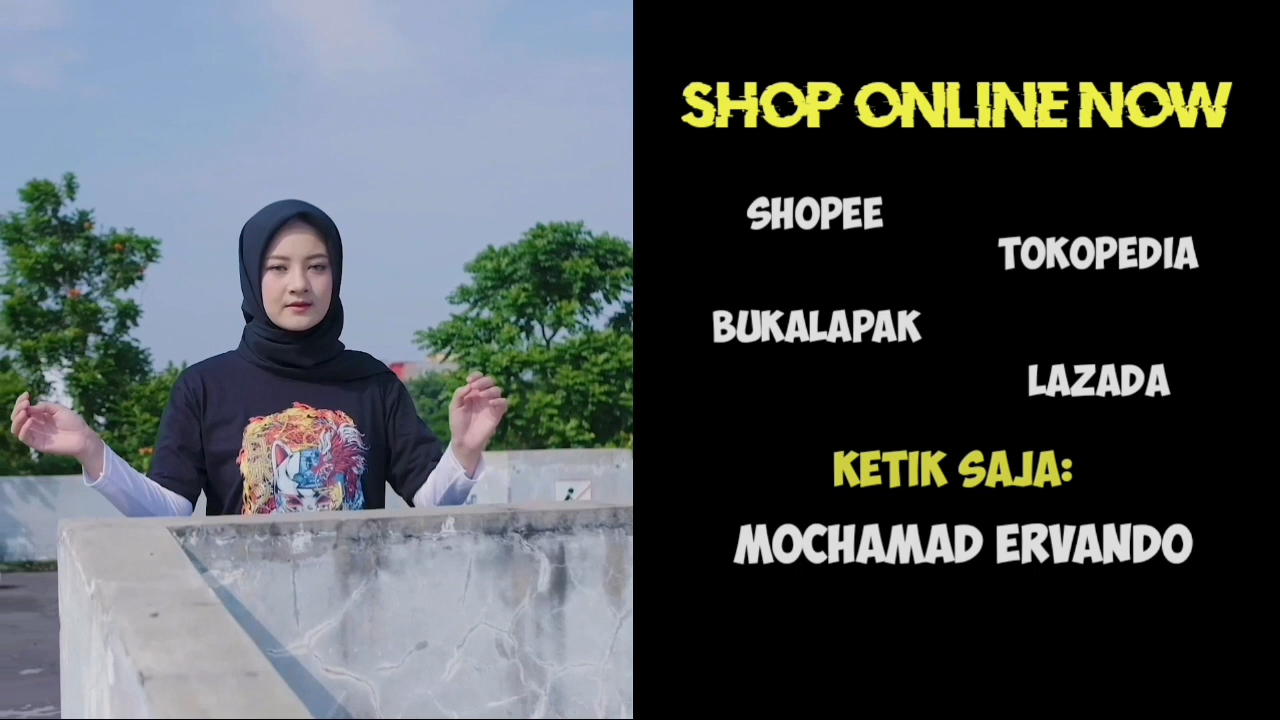 SHOP ONLINE NOW
SHOPEE
TOKOPEDIA
BUKALAPAK
LAZADA
KETIK SAJA:
MOCHAMAD ERVANDO